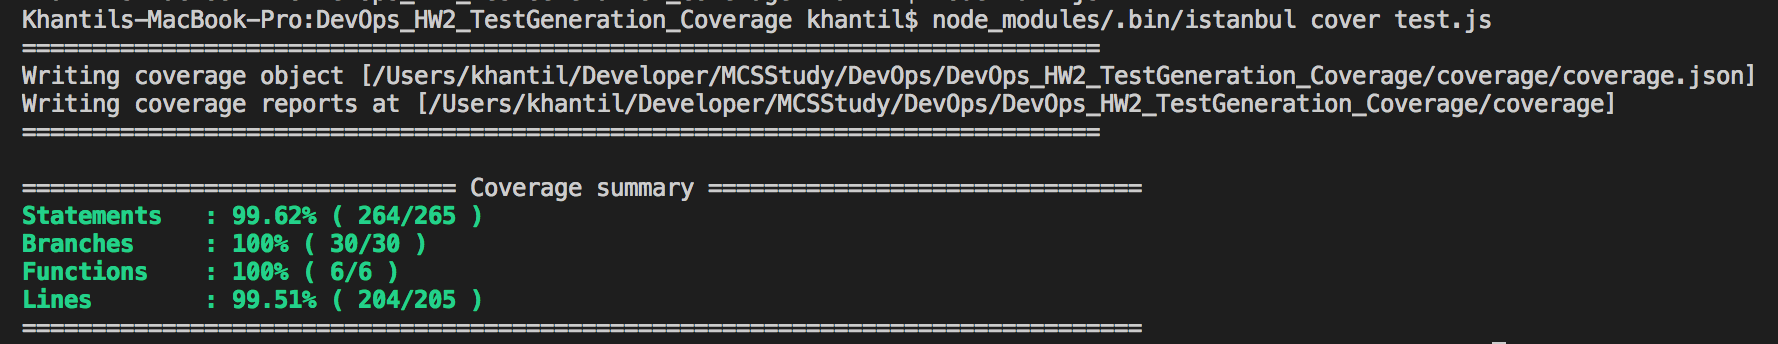 Khantils-MacBook-Pro:DevOps_HW2_TestGeneration_Coverage khantil$ node_modules/.bin/istanbul cover test.js
=============================================================================
Writing coverage object [/Users/khantil/Developer/MCSStudy/DevOps/DevOps_HW2_TestGeneration_Coverage/coverage/coverage.json]
Writing coverage reports at [/Users/khantil/Developer/MCSStudy/DevOps/DevOps_HW2_TestGeneration_Coverage/coverage]
=============================================================================
=============================== Coverage summary ===============================
Statements   : 99.62% ( 264/265 )
Branches     : 100% ( 30/30 )
Functions    : 100% ( 6/6 )
Lines        : 99.51% ( 204/205 )
================================================================================